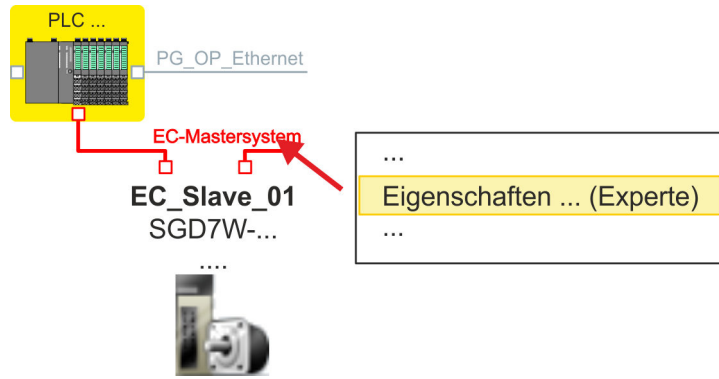 PLC ...
PG_OP_Ethernet
EC-Mastersystem
EC_Slave_01
SGD7W-...
....
...
Eigenschaften ... (Experte)
...